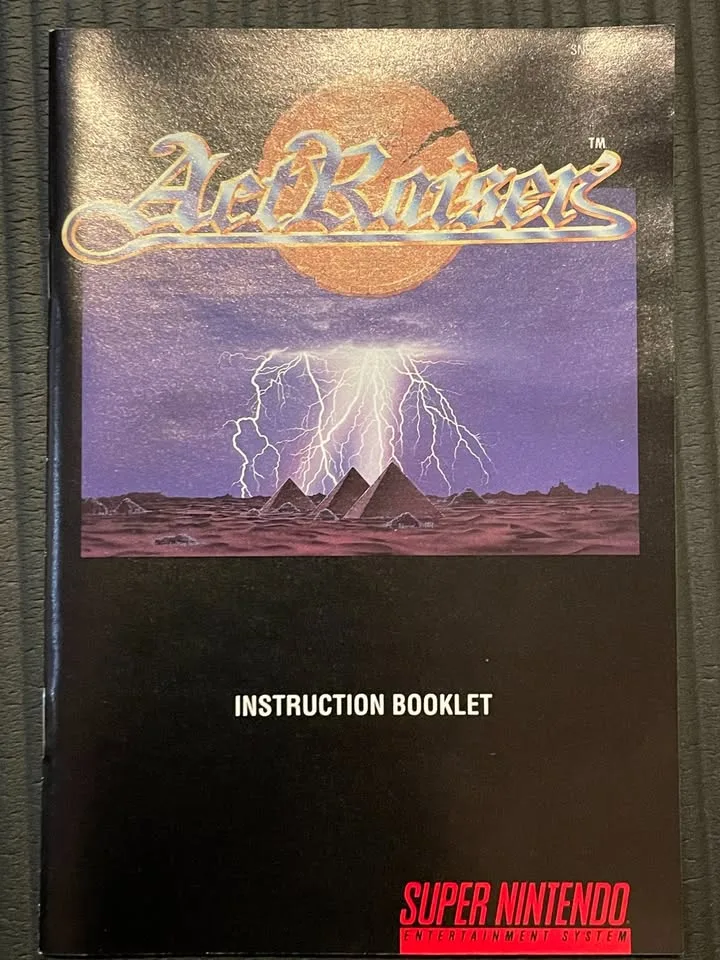 ActRaiser™
INSTRUCTION BOOKLET
SUPER NINTENDO
ENTERTAINMENT SYSTEM